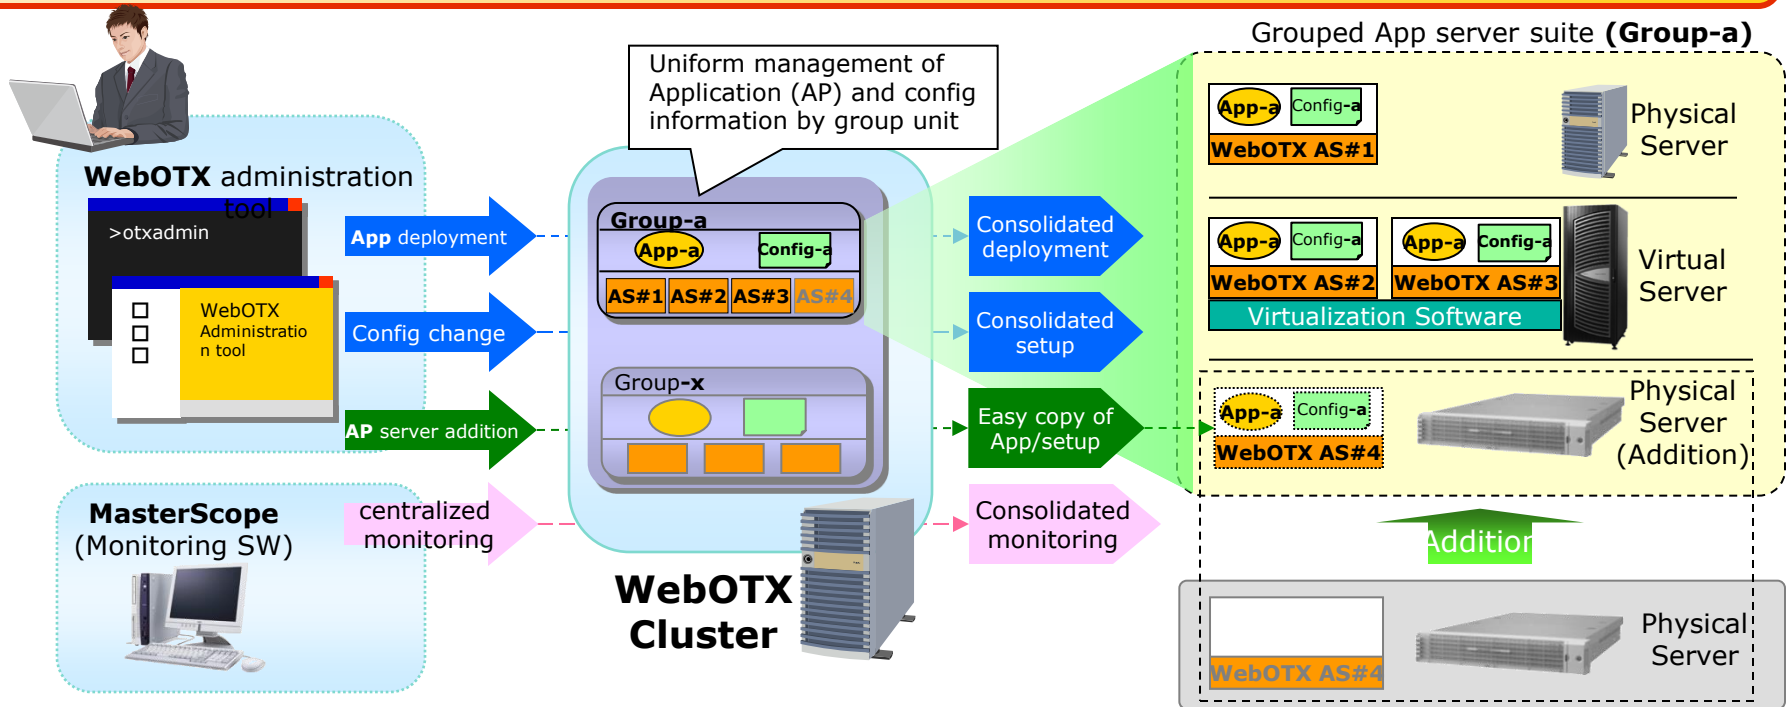 Grouped App server suite (Group-a)
Uniform management of
Application (AP) and config
information by group unit
WebOTX administration
tool
>otxadmin
WebOTX
Administratio
n tool
App deployment
Config change
AP server addition
MasterScope
(Monitoring SW)
centralized
monitoring
Group-a
App-a
Config-a
AS#1
AS#2
AS#3
AS#4
Group-x
WebOTX
Cluster
Consolidated
deployment
Consolidated
setup
Easy copy of
App/setup
Consolidated
monitoring
App-a
Config-a
WebOTX AS#1
Physical
Server
App-a
Config-a
WebOTX AS#2
App-a
Config-a
WebOTX AS#3
Virtualization Software
Virtual
Server
App-a
Config-a
WebOTX AS#4
Physical
Server
(Addition)
Addition
WebOTX AS#4
Physical
Server